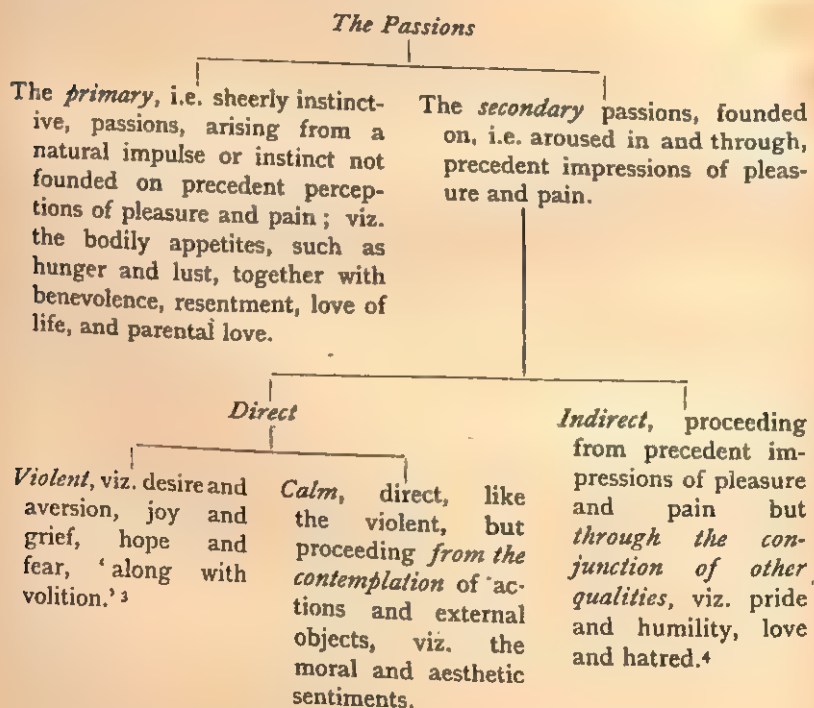 The Passions
The primary, i.e. sheerly instinct-
ive, passions, arising from a
natural impulse or instinct not
founded on precedent percep-
tions of pleasure and pain; viz.
the bodily appetites, such as
hunger and lust, together with
benevolence, resentment, love of
life, and parental love.
The secondary passions, founded
on, i.e. aroused in and through,
precedent impressions of pleas-
ure and pain.
Direct
Violent, viz. desire and
aversion, joy and
grief, hope and
fear, ‘along with
volition.’ 3
Calm, direct, like
the violent, but
proceeding from the
contemplation of ac-
tions and external
objects, viz. the
moral and aesthetic
sentiments.
Indirect, proceeding
from precedent im-
pressions of pleasure
and pain but
through the con-
junction of other
qualities, viz. pride
and humility, love
and hatred.4